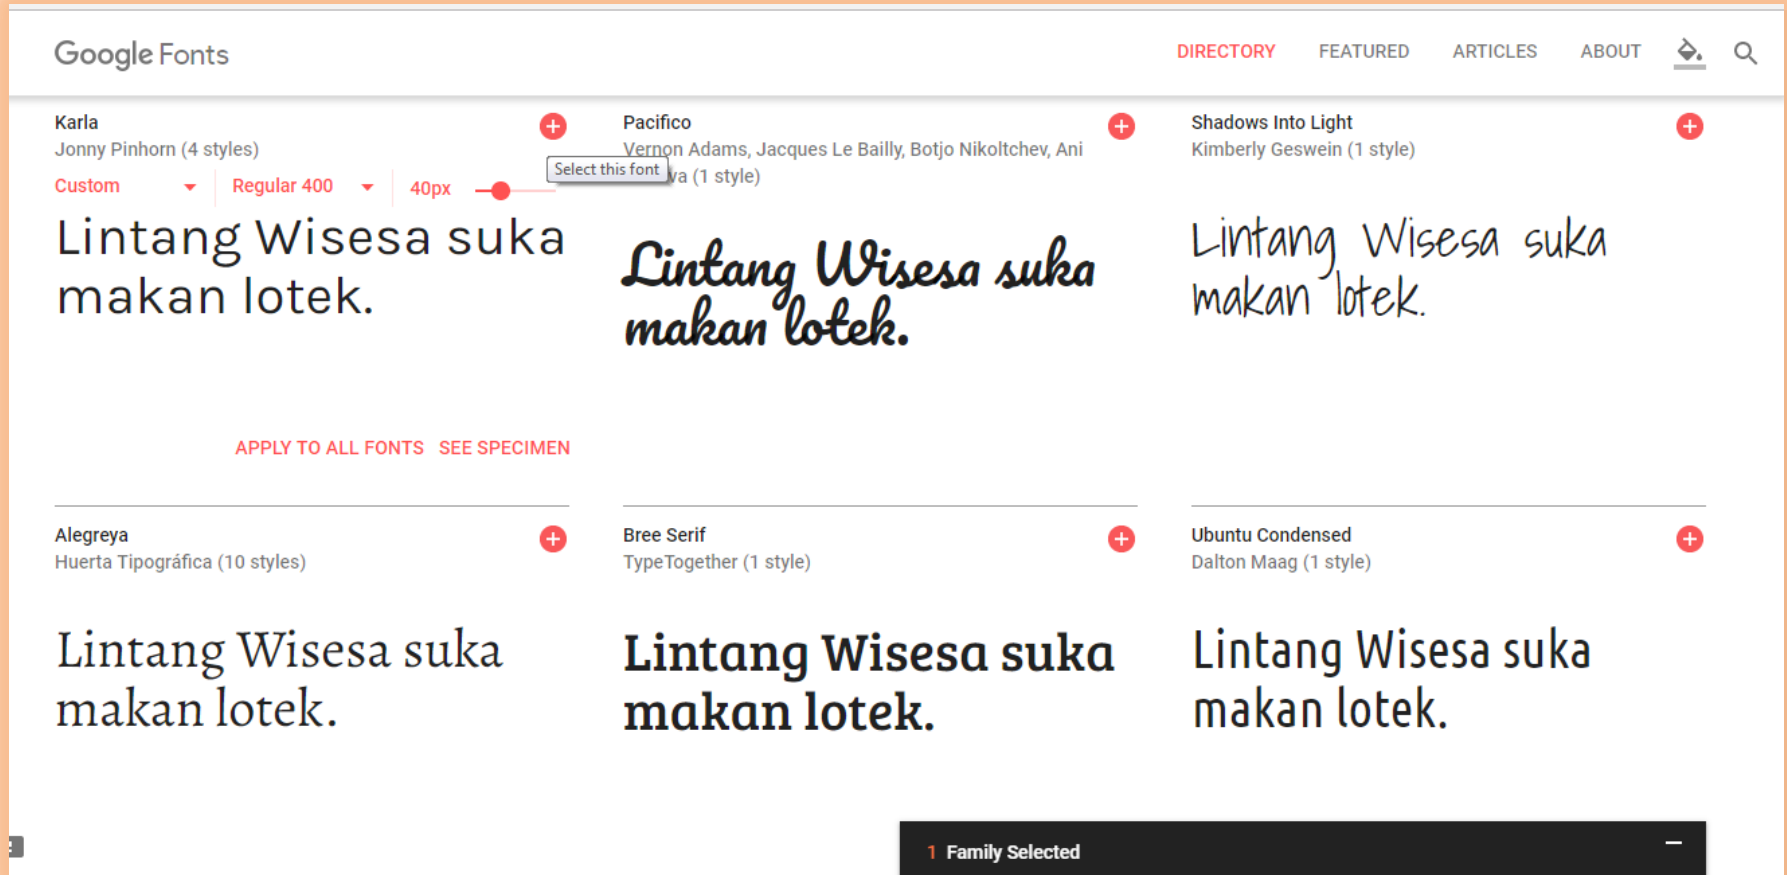 Google Fonts
DIRECTORY FEATURED ARTICLES ABOUT
Karla
Jonny Pinhorn (4 styles)
Custom Regular 400 40px
Select this font
Lintang Wisesa suka
makan lotek.
APPLY TO ALL FONTS SEE SPECIMEN
Pacifico
Vernon Adams, Jacques Le Bailly, Botjo Nikoltchev, Ani
(1 style)
Lintang Wisesa suka
makan lotek.
Shadows Into Light
Kimberly Geswein (1 style)
Lintang Wisesa suka
makan lotek.
Alegreya
Huerta Tipográfica (10 styles)
Lintang Wisesa suka
makan lotek.
Bree Serif
TypeTogether (1 style)
Lintang Wisesa suka
makan lotek.
Ubuntu Condensed
Dalton Maag (1 style)
Lintang Wisesa suka
makan lotek.
1 Family Selected